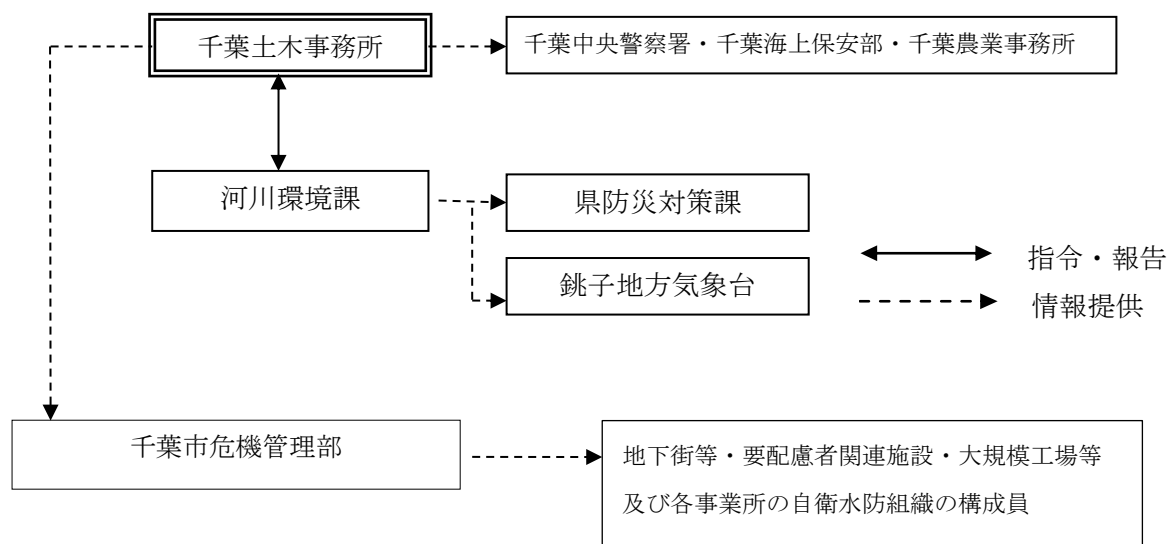 千葉土木事務所
千葉中央警察署・千葉海上保安部・千葉農業事務所
河川環境課
県防災対策課
銚子地方気象台
指令・報告
情報提供
千葉市危機管理部
地下街等・要配慮者関連施設・大規模工場等
及び各事業所の自衛水防組織の構成員